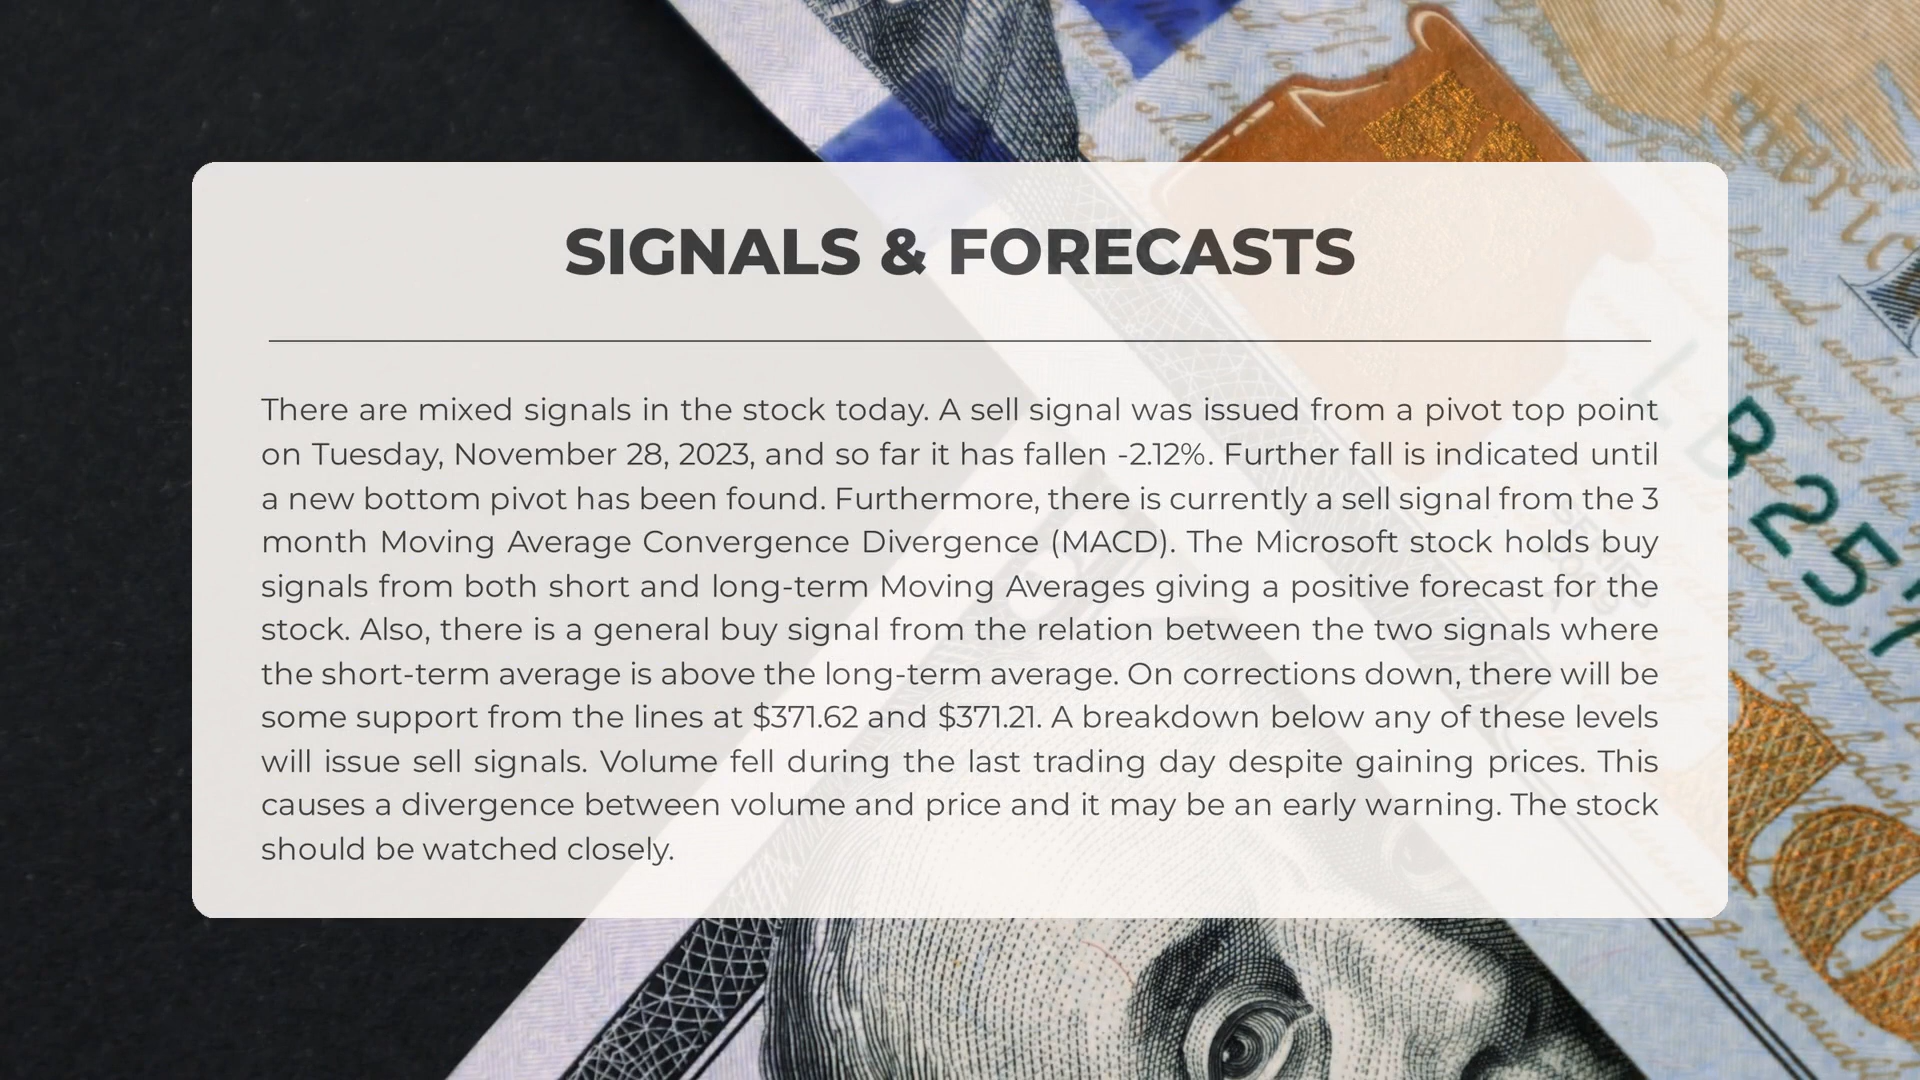 SIGNALS & FORECASTS
There are mixed signals in the stock today. A sell signal was issued from a pivot top point
on Tuesday, November 28, 2023, and so far it has fallen -2.12%. Further fall is indicated until
a new bottom pivot has been found. Furthermore, there is currently a sell signal from the 3
month Moving Average Convergence Divergence (MACD). The Microsoft stock holds buy
signals from both short and long-term Moving Averages giving a positive forecast for the
stock. Also, there is a general buy signal from the relation between the two signals where
the short-term average is above the long-term average. On corrections down, there will be
some support from the lines at $371.62 and $371.21. A breakdown below any of these levels
will issue sell signals. Volume fell during the last trading day despite gaining prices. This
causes a divergence between volume and price and it may be an early warning. The stock
should be watched closely.
LB257